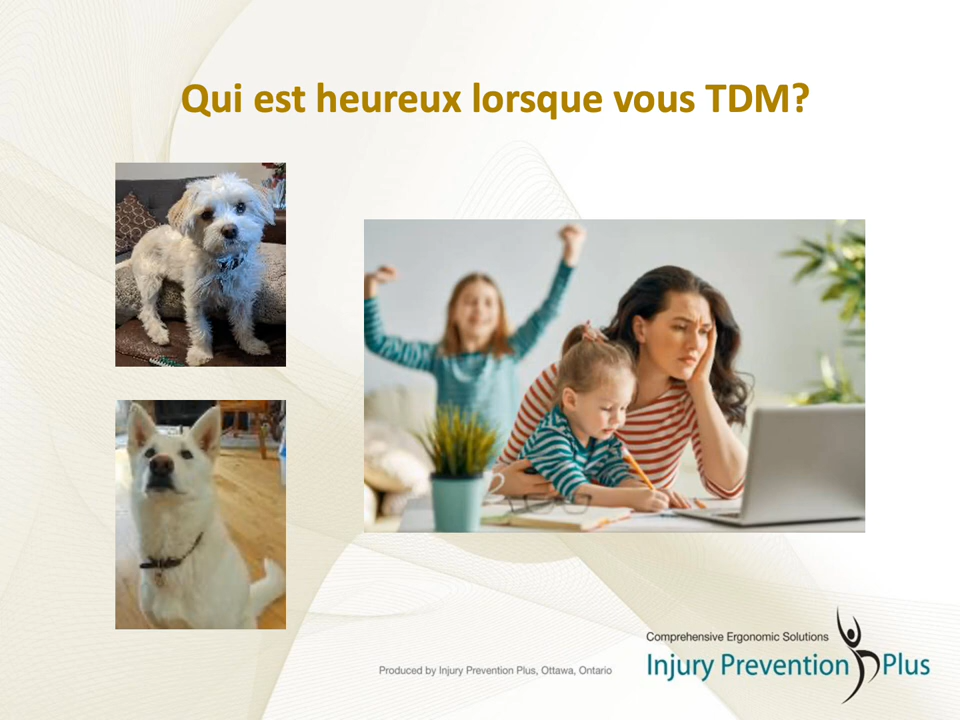 Qui est heureux lorsque vous TDM?
Comprehensive Ergonomic Solutions
Injury Prevention Plus
Produced by Injury Prevention Plus, Ottawa, Ontario